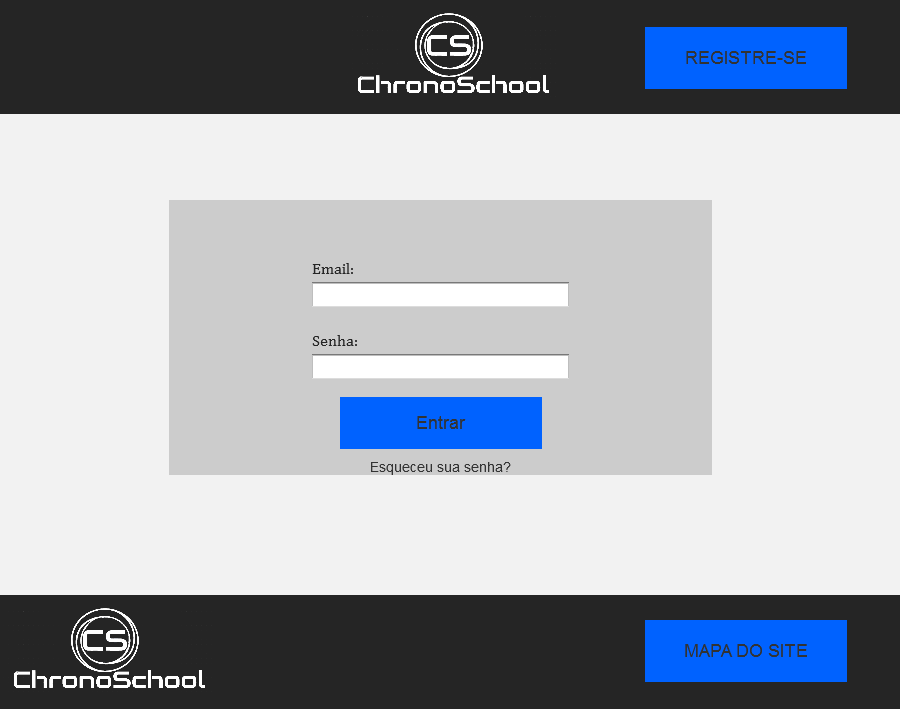 CS
ChronoSchool
REGISTRE-SE
Email:
Senha:
Entrar
Esqueceu sua senha?
CS
ChronoSchool
MAPA DO SITE